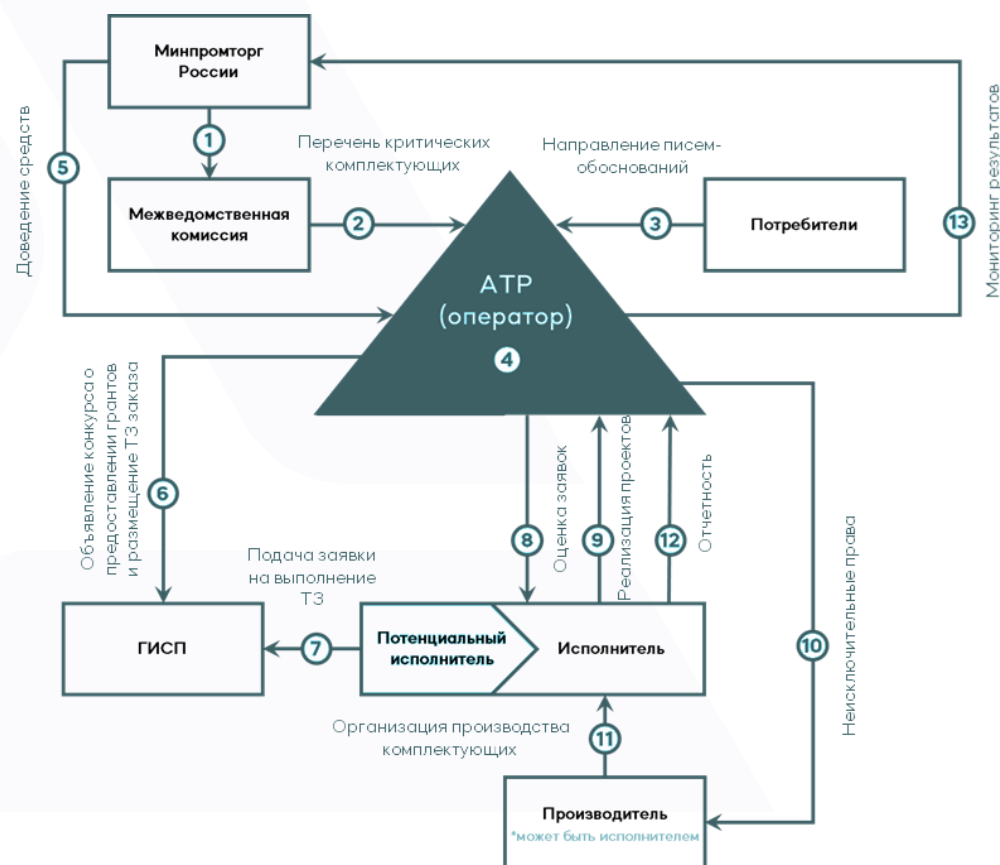 Минпромторг
России
1
5
Доведение средств
Перечень критических
комплектующих
Направление писем-
обоснований
Межведомственная
комиссия
2
3
Потребители
13
Мониторинг результатов
АТР
(оператор)
4
Объявление конкурса о
предоставлении грантов
и размещение ТЗ заказа
6
8
Оценка заявок
9
Реализация проектов
12
Отчетность
10
Неисключительные права
Подача заявки
на выполнение
ТЗ
ГИСП
7
Потенциальный
исполнитель
Исполнитель
Организация производства
комплектующих
11
Производитель
*может быть исполнителем